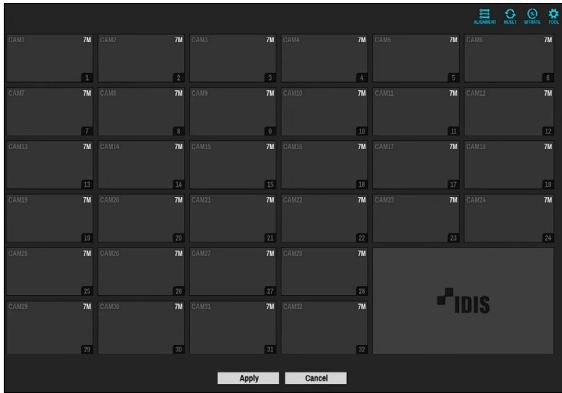 ALIGNMENT RESET BITRATE TOOL
CAM1 7M CAM2 7M CAM3 7M CAM4 7M CAM5 7M CAM6 7M
1 2 3 4 5 6
CAM7 7M CAM8 7M CAM9 7M CAM10 7M CAM11 7M CAM12 7M
7 8 9 10 11 12
CAM13 7M CAM14 7M CAM15 7M CAM16 7M CAM17 7M CAM18 7M
13 14 15 16 17 18
CAM19 7M CAM20 7M CAM21 7M CAM22 7M CAM23 7M CAM24 7M
19 20 21 22 23 24
CAM25 7M CAM26 7M CAM27 7M CAM28 7M
25 26 27 28
IDIS
CAM29 7M CAM30 7M CAM31 7M CAM32 7M
29 30 31 32
Apply Cancel